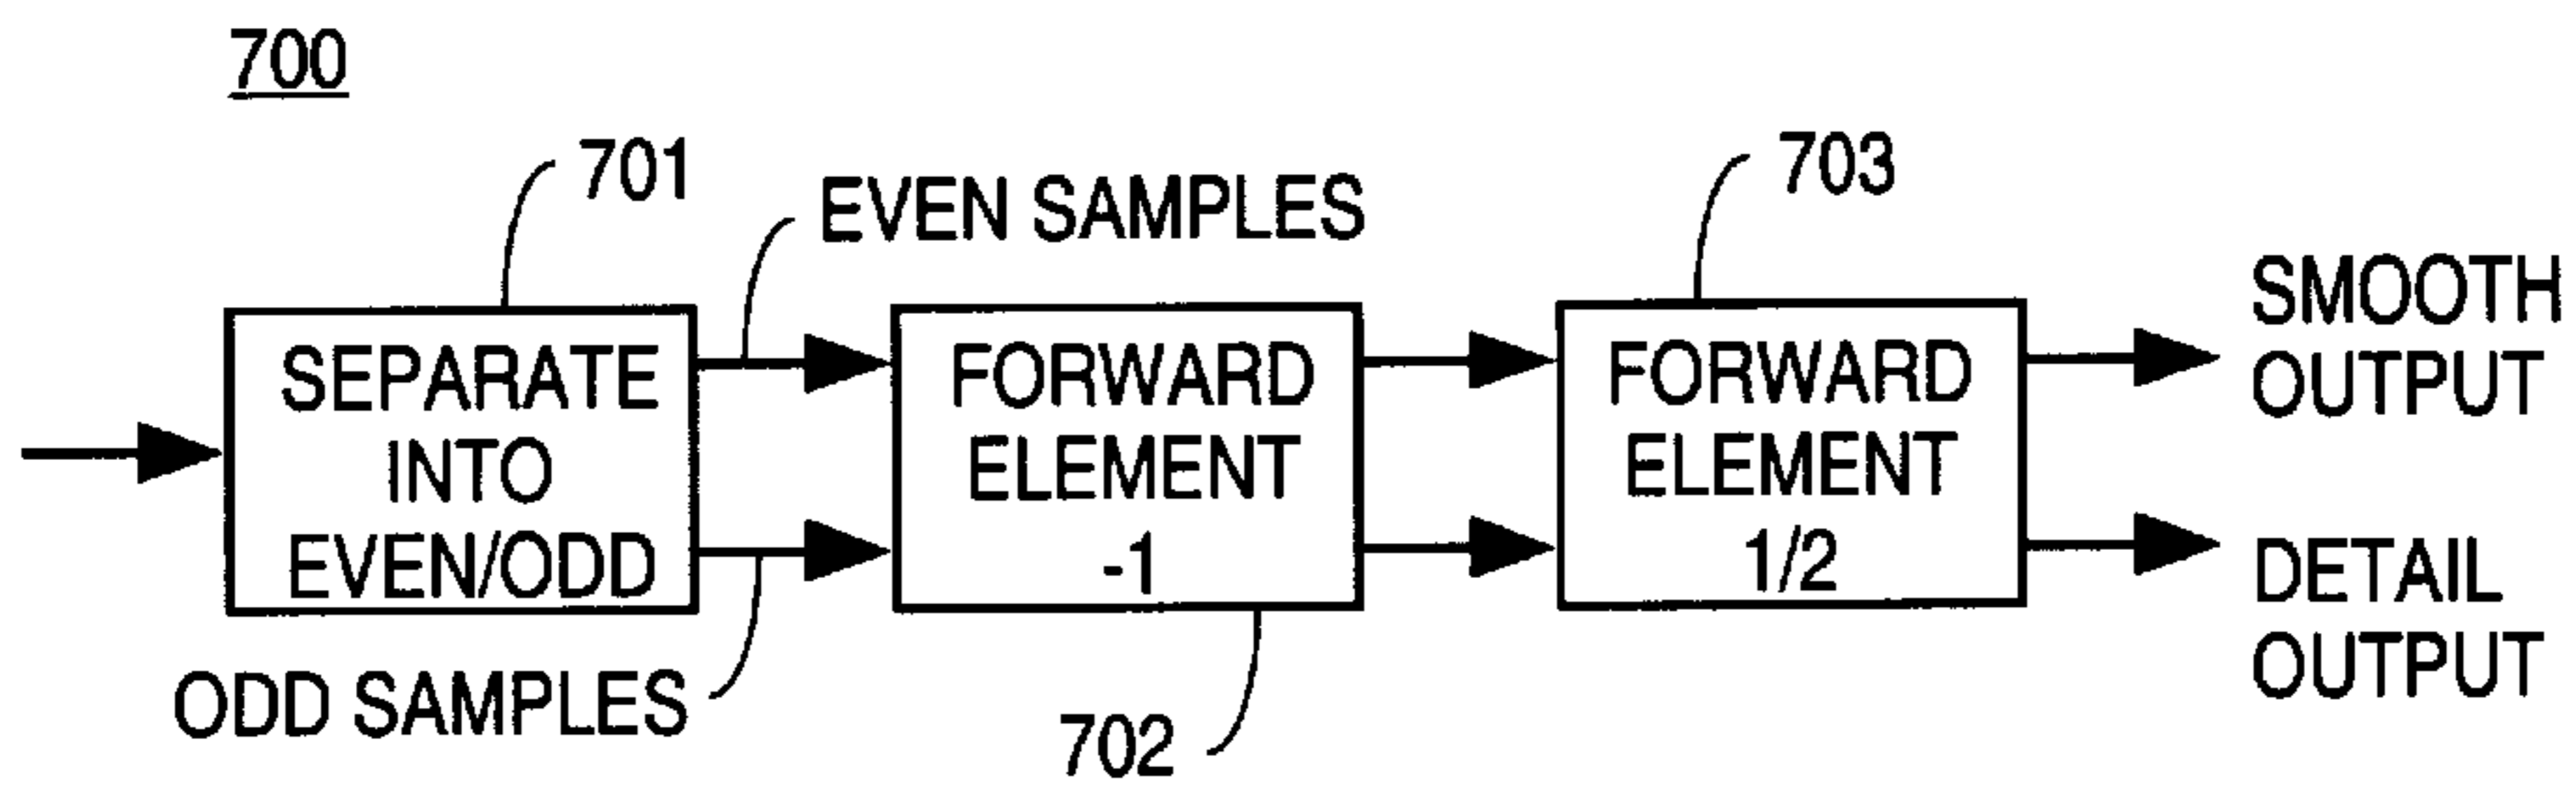 700
701
EVEN SAMPLES
703
SEPARATE
INTO
EVEN/ODD
FORWARD
ELEMENT
-1
FORWARD
ELEMENT
1/2
SMOOTH
OUTPUT
DETAIL
OUTPUT
ODD SAMPLES
702